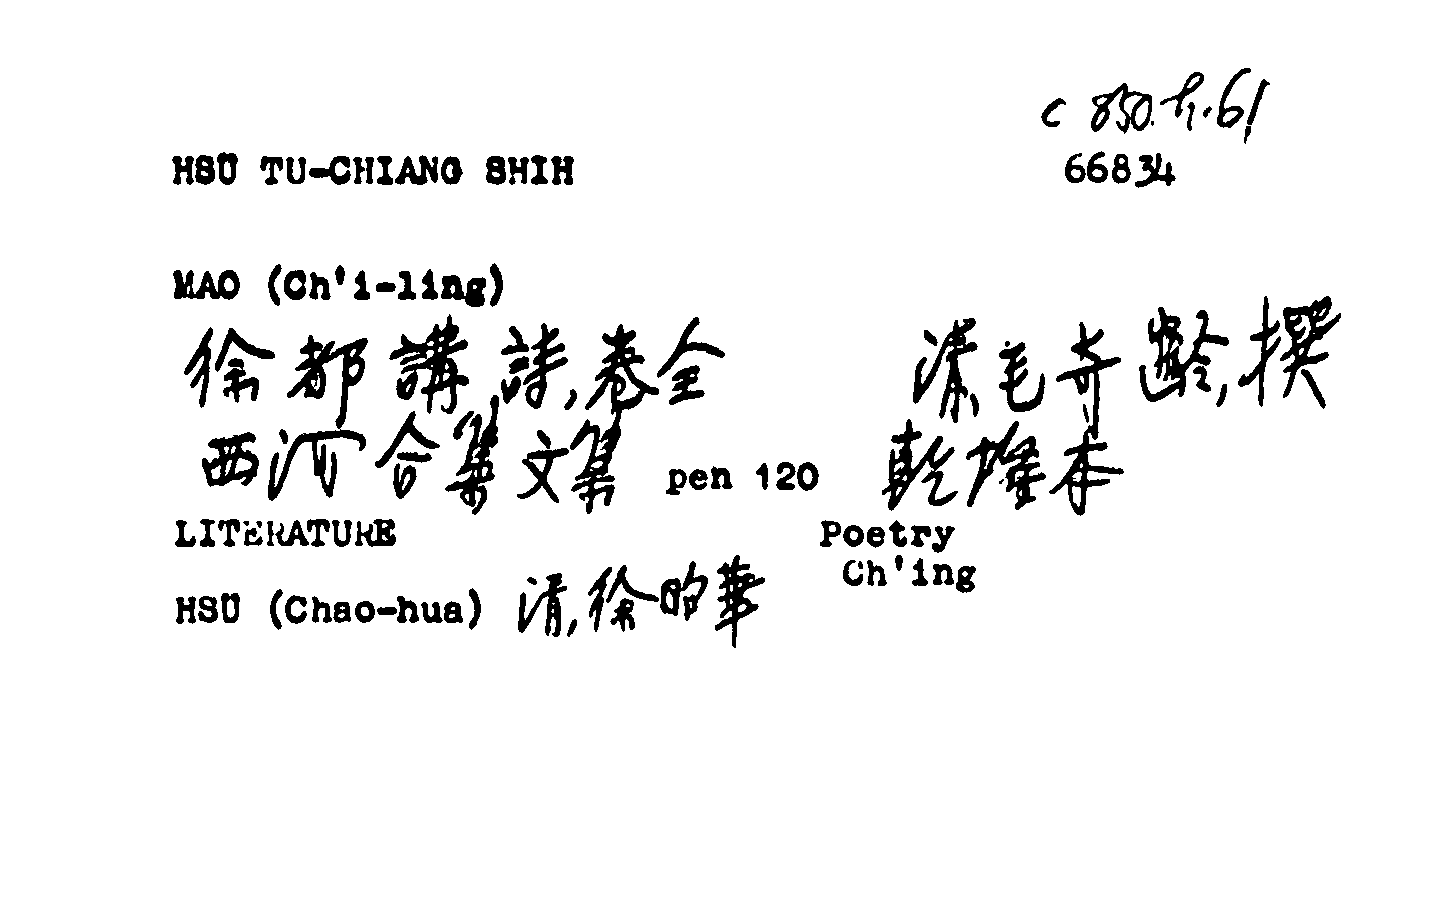 C 850.h.61
HSÜ TU-CHIANG SHIH
66834
MAO (Ch'i-ling)
徐都講詩,卷全 清,毛奇齡,撰
西河合集文集 pen 120 乾隆本
LITERATURE Poetry
Ch'ing
HSÜ (Chao-hua) 清,徐昭華